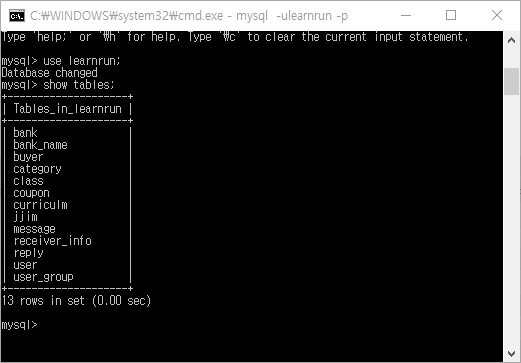 C:₩WINDOWS₩system32₩cmd.exe - mysql  -ulearnrun -p
Type 'help;' or '₩h' for help. Type '₩c' to clear the current input statement.
mysql> use learnrun;
Database changed
mysql> show tables;
+--------------------+
| Tables_in_learnrun |
+--------------------+
| bank               |
| bank_name          |
| buyer              |
| category           |
| class              |
| coupon             |
| curriculm          |
| jjim               |
| message            |
| receiver_info      |
| reply              |
| user               |
| user_group         |
+--------------------+
13 rows in set (0.00 sec)
mysql>